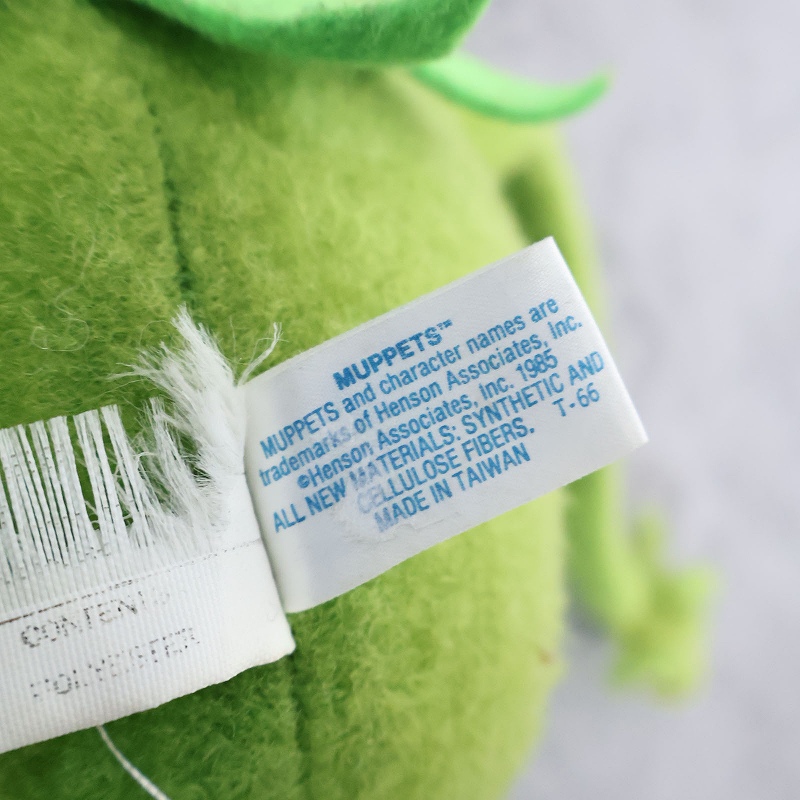 MUPPETS™
MUPPETS and character names are
trademarks of Henson Associates, Inc.
©Henson Associates, Inc. 1985
ALL NEW MATERIALS: SYNTHETIC AND
CELLULOSE FIBERS. T-66
MADE IN TAIWAN
POLYESTER